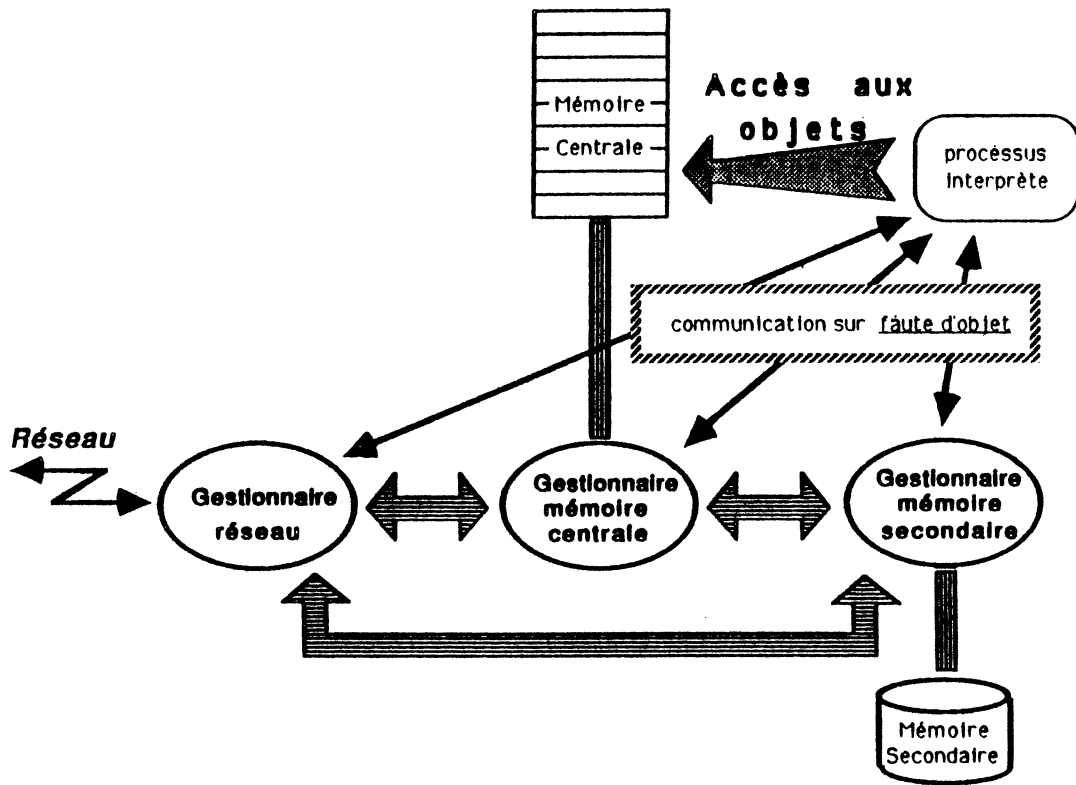 Mémoire
Centrale
Accès aux
objets
procéssus
interprète
communication sur faute d'objet
Réseau
Gestionnaire
réseau
Gestionnaire
mémoire
centrale
Gestionnaire
mémoire
secondaire
Mémoire
Secondaire